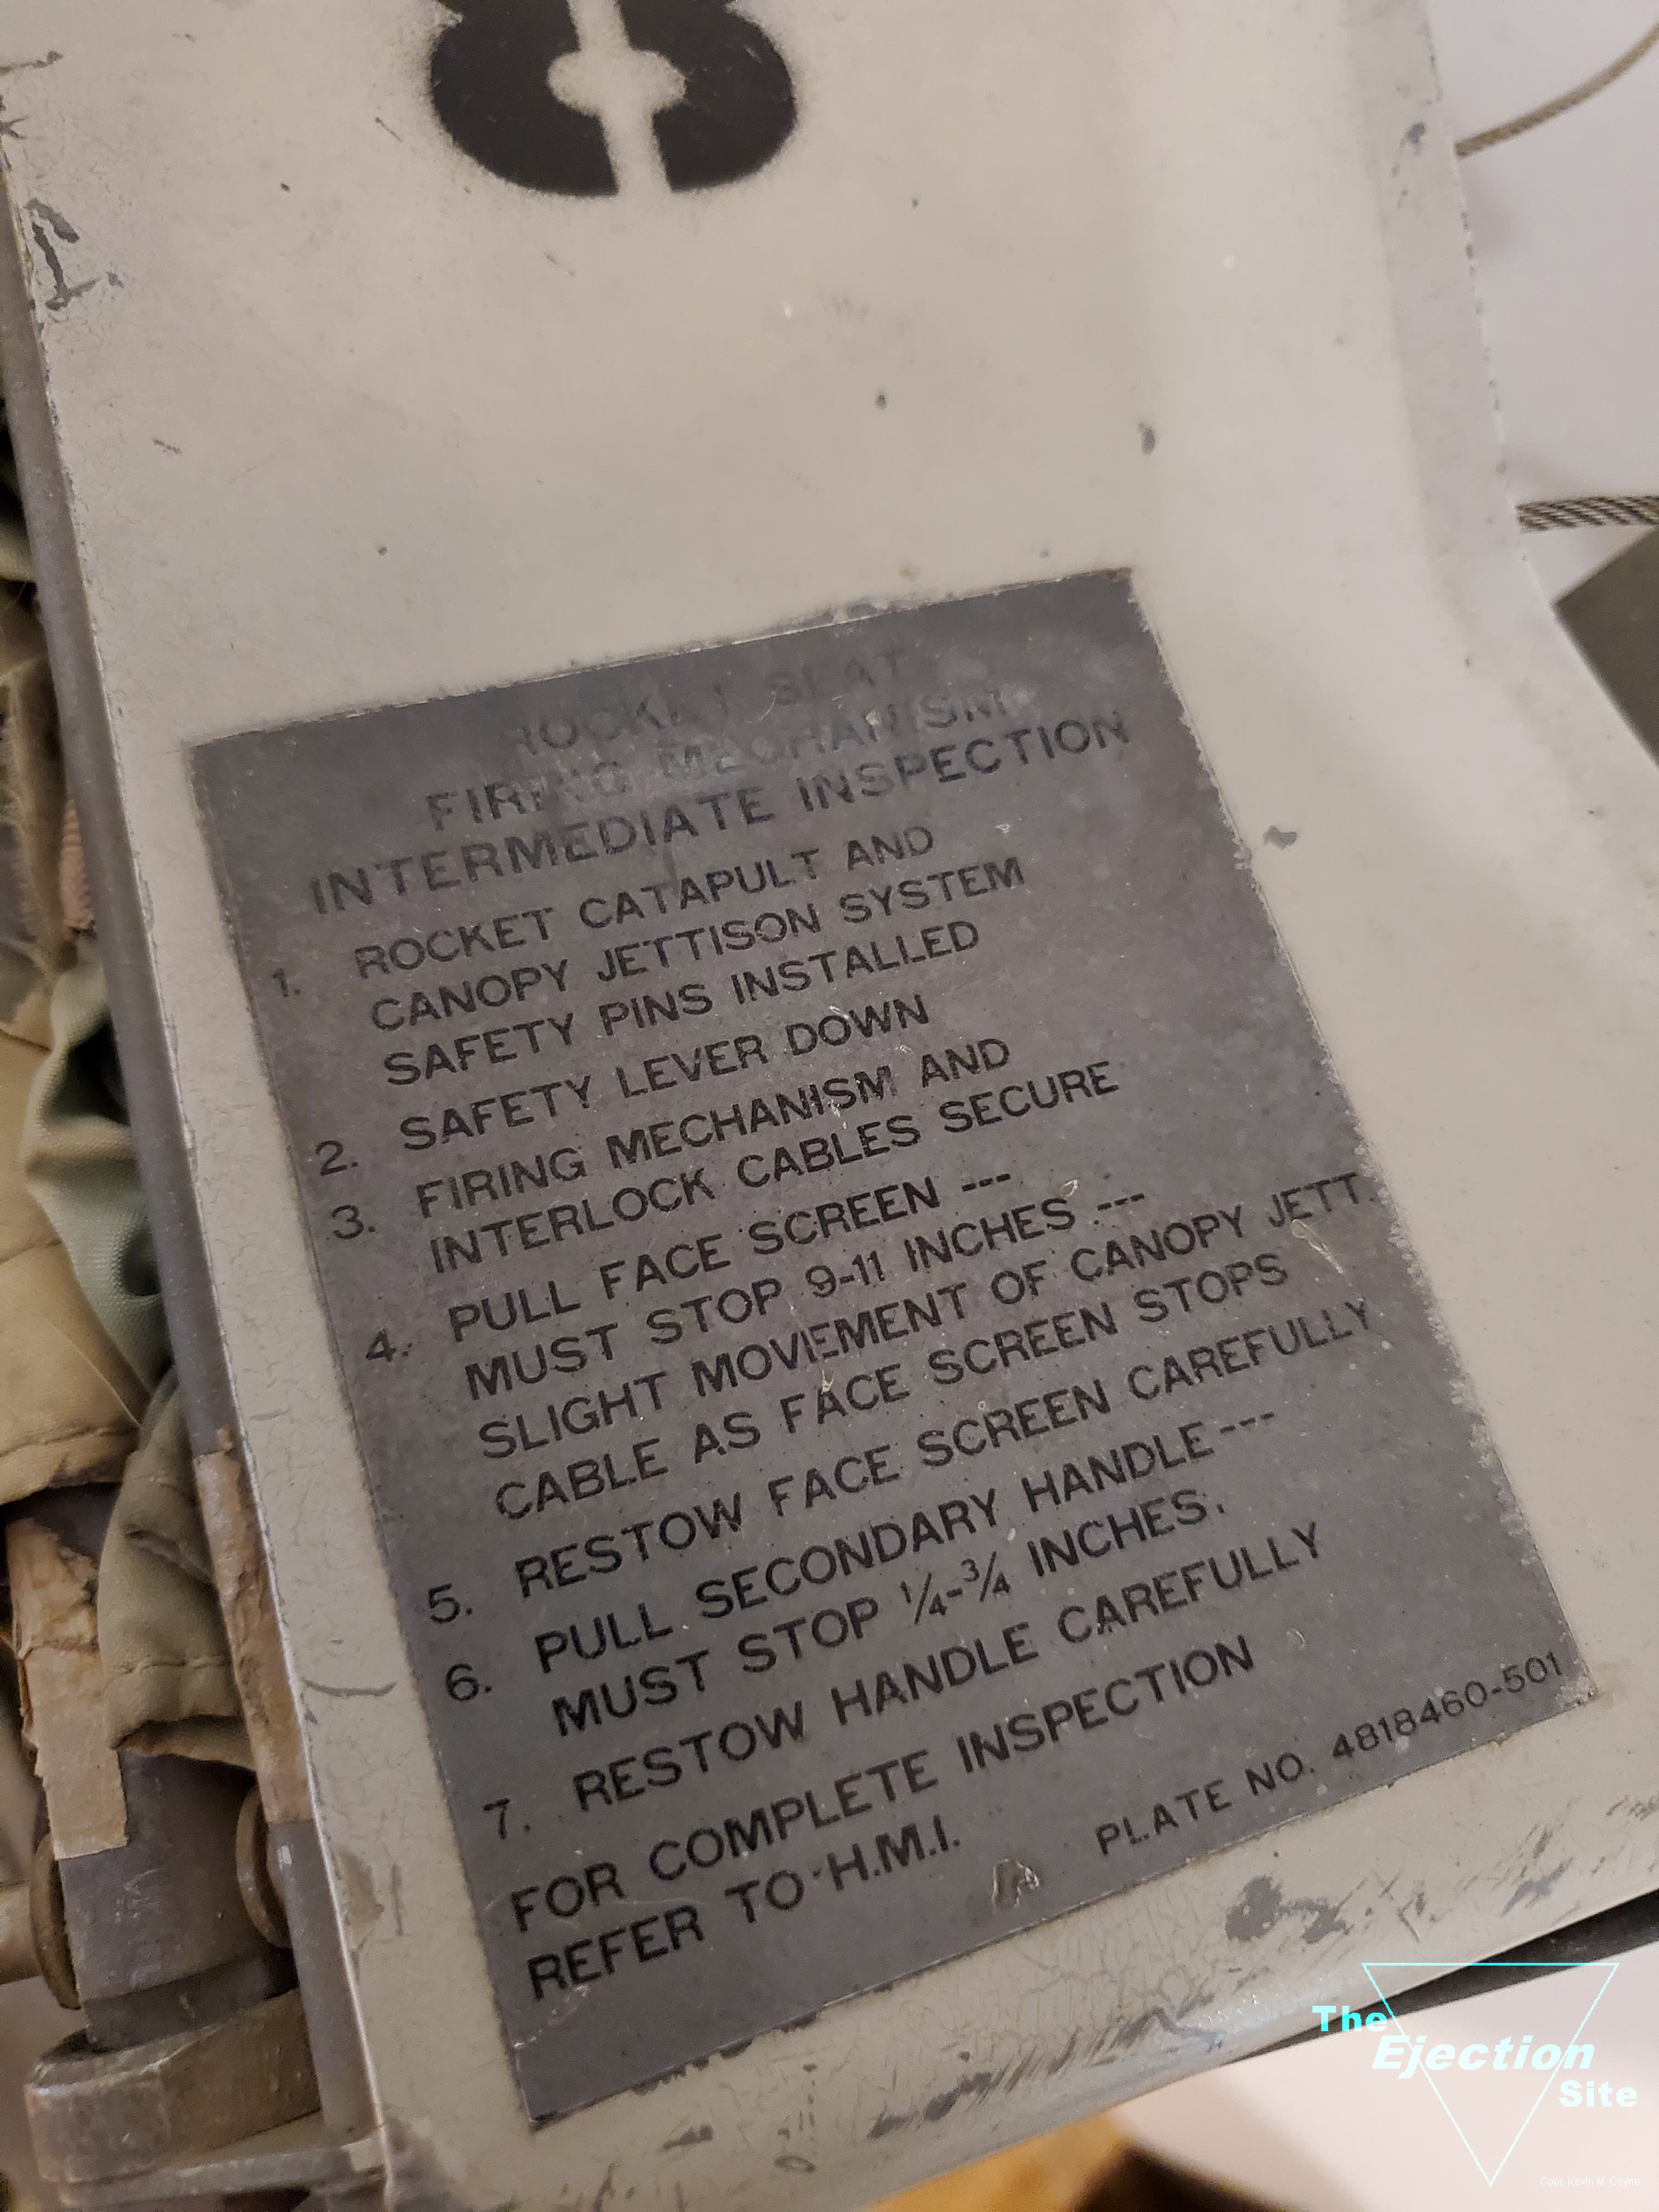 8
ROCKET SEAT
FIRING MECHANISM
INTERMEDIATE INSPECTION
1. ROCKET CATAPULT AND
CANOPY JETTISON SYSTEM
SAFETY PINS INSTALLED
2. SAFETY LEVER DOWN
3. FIRING MECHANISM AND
INTERLOCK CABLES SECURE
4. PULL FACE SCREEN ---
MUST STOP 9-11 INCHES ---
SLIGHT MOVEMENT OF CANOPY JETT.
CABLE AS FACE SCREEN STOPS
5. RESTOW FACE SCREEN CAREFULLY
6. PULL SECONDARY HANDLE ---
MUST STOP 1/4-3/4 INCHES.
7. RESTOW HANDLE CAREFULLY
FOR COMPLETE INSPECTION
REFER TO H.M.I.
PLATE NO. 4818460-501
The
Ejection
Site
Copr. Kevin M. Coyne